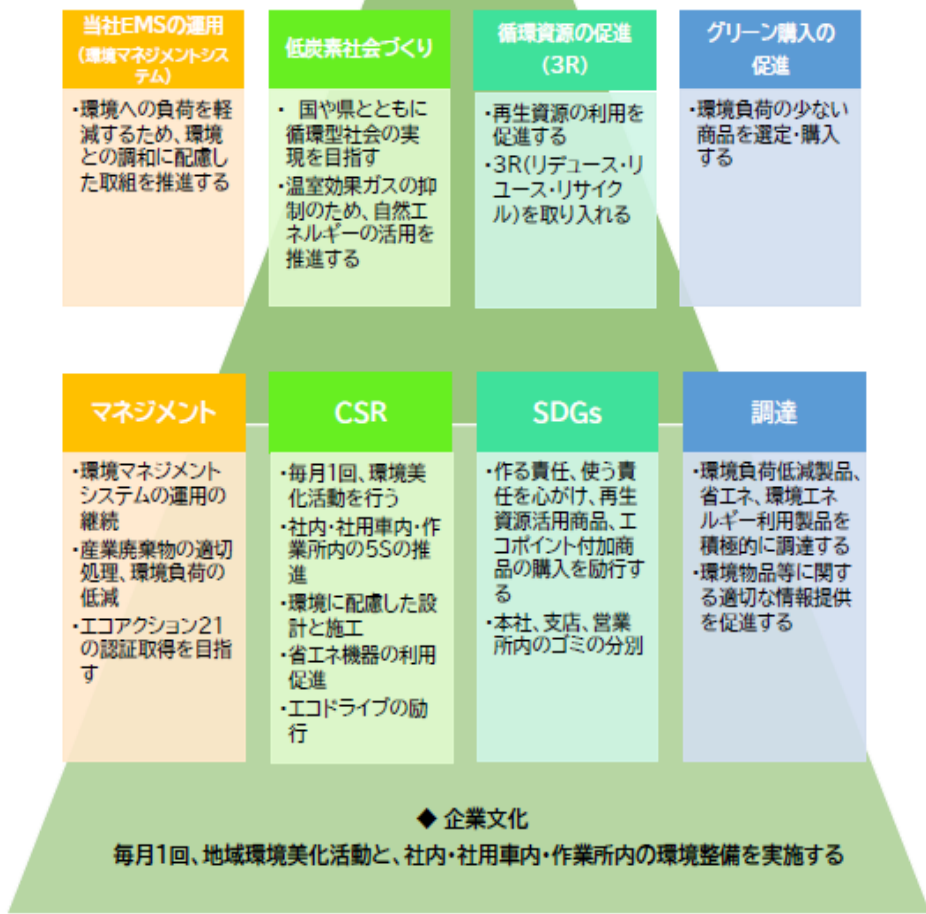 当社EMSの運用
(環境マネジメントシス
テム)
・環境への負荷を軽
減するため、環境
との調和に配慮し
た取組を推進する
低炭素社会づくり
・ 国や県とともに
循環型社会の実
現を目指す
・温室効果ガスの抑
制のため、自然エ
ネルギーの活用を
推進する
循環資源の促進
(3R)
・再生資源の利用を
促進する
・3R(リデュース・リ
ユース・リサイク
ル)を取り入れる
グリーン購入の
促進
・環境負荷の少ない
商品を選定・購入
する
マネジメント
・環境マネジメント
システムの運用の
継続
・産業廃棄物の適切
処理、環境負荷の
低減
・エコアクション21
の認証取得を目指
す
CSR
・毎月1回、環境美
化活動を行う
・社内・社用車内・作
業所内の5Sの推
進
・環境に配慮した設
計と施工
・省エネ機器の利用
促進
・エコドライブの励
行
SDGs
・作る責任、使う責
任を心がけ、再生
資源活用商品、エ
コポイント付加商
品の購入を励行す
る
・本社、支店、営業
所内のゴミの分別
調達
・環境負荷低減製品、
省エネ、環境エネ
ルギー利用製品を
積極的に調達する
・環境物品等に関す
る適切な情報提供
を促進する
◆ 企業文化
毎月1回、地域環境美化活動と、社内・社用車内・作業所内の環境整備を実施する